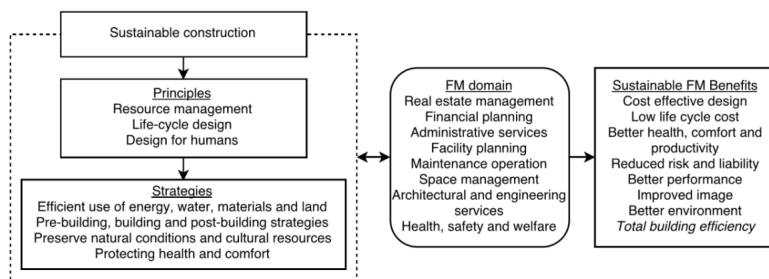 Sustainable construction
Principles
Resource management
Life-cycle design
Design for humans
Strategies
Efficient use of energy, water, materials and land
Pre-building, building and post-building strategies
Preserve natural conditions and cultural resources
Protecting health and comfort
FM domain
Real estate management
Financial planning
Administrative services
Facility planning
Maintenance operation
Space management
Architectural and engineering
services
Health, safety and welfare
Sustainable FM Benefits
Cost effective design
Low life cycle cost
Better health, comfort and
productivity
Reduced risk and liability
Better performance
Improved image
Better environment
Total building efficiency